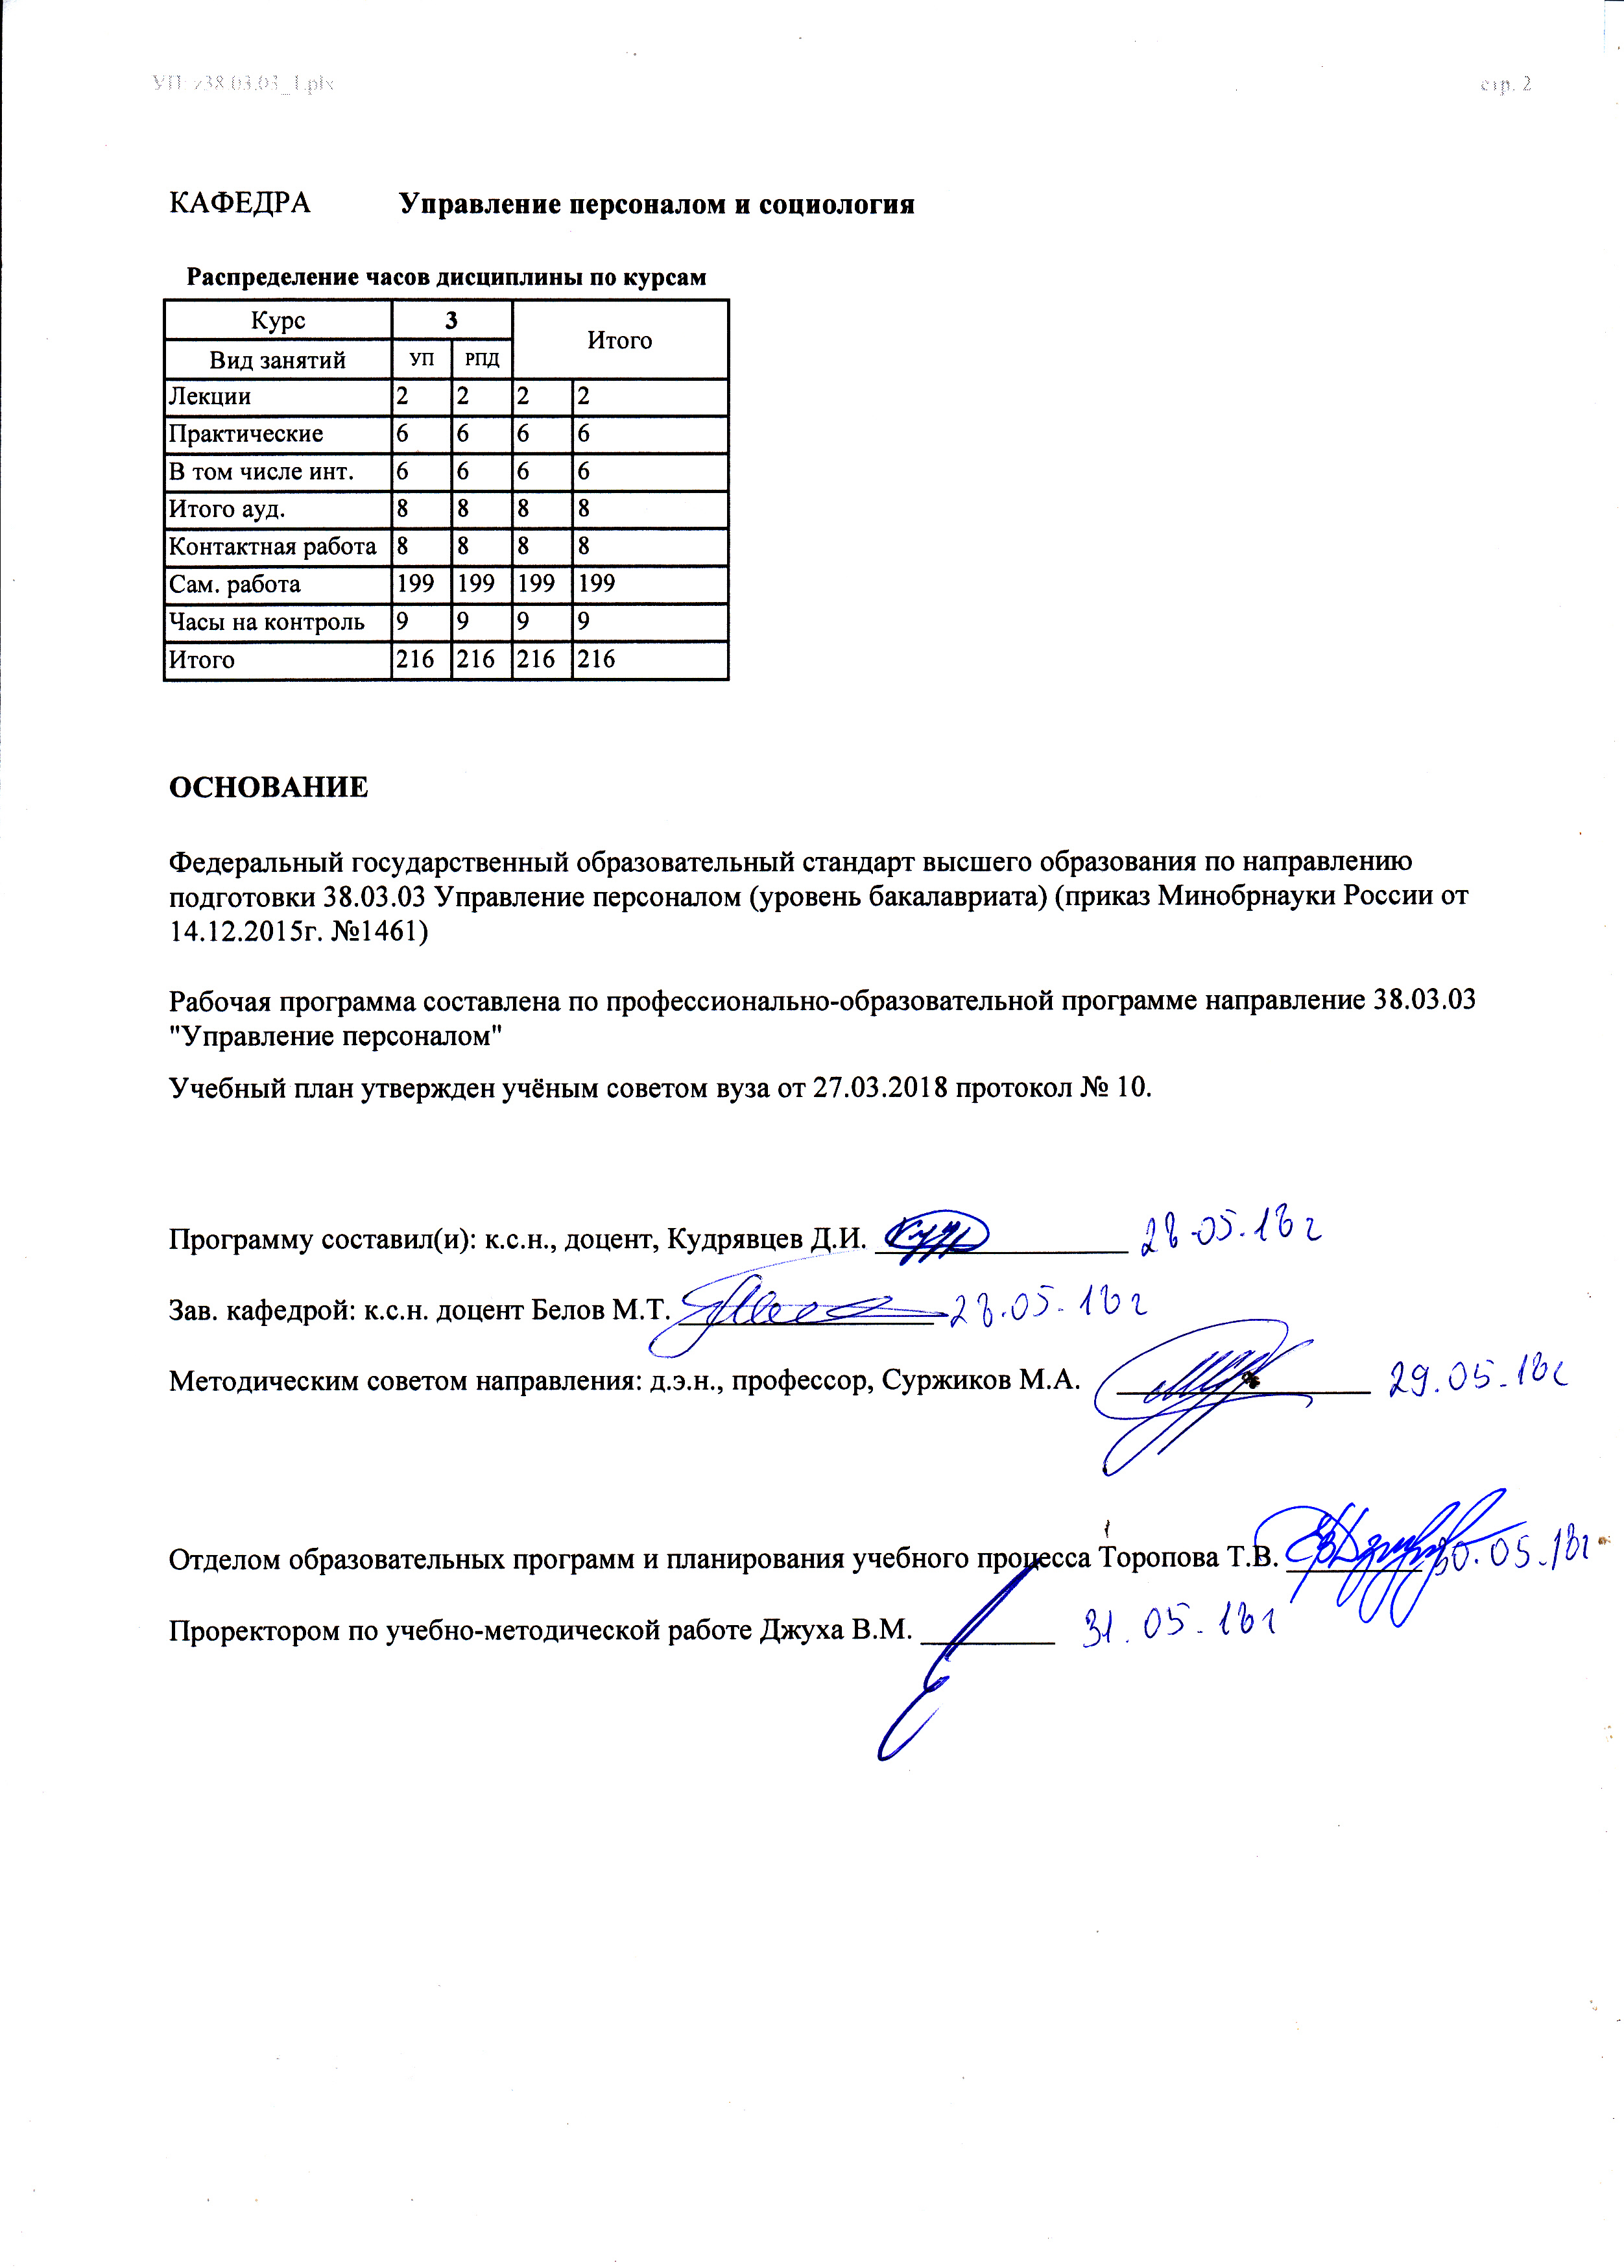 УП: z38.03.03_1.plx стр. 2
КАФЕДРА Управление персоналом и социология
Распределение часов дисциплины по курсам
Курс 3 Итого
Вид занятий УП РПД
Лекции 2 2 2 2
Практические 6 6 6 6
В том числе инт. 6 6 6 6
Итого ауд. 8 8 8 8
Контактная работа 8 8 8 8
Сам. работа 199 199 199 199
Часы на контроль 9 9 9 9
Итого 216 216 216 216
ОСНОВАНИЕ
Федеральный государственный образовательный стандарт высшего образования по направлению
подготовки 38.03.03 Управление персоналом (уровень бакалавриата) (приказ Минобрнауки России от
14.12.2015г. №1461)
Рабочая программа составлена по профессионально-образовательной программе направление 38.03.03
"Управление персоналом"
Учебный план утвержден учёным советом вуза от 27.03.2018 протокол № 10.
Программу составил(и): к.с.н., доцент, Кудрявцев Д.И. 28.05.18г
Зав. кафедрой: к.с.н. доцент Белов М.Т. 28.05.18г
Методическим советом направления: д.э.н., профессор, Суржиков М.А. 29.05.18г
Отделом образовательных программ и планирования учебного процесса Торопова Т.В. 30.05.18г
Проректором по учебно-методической работе Джуха В.М. 31.05.18г